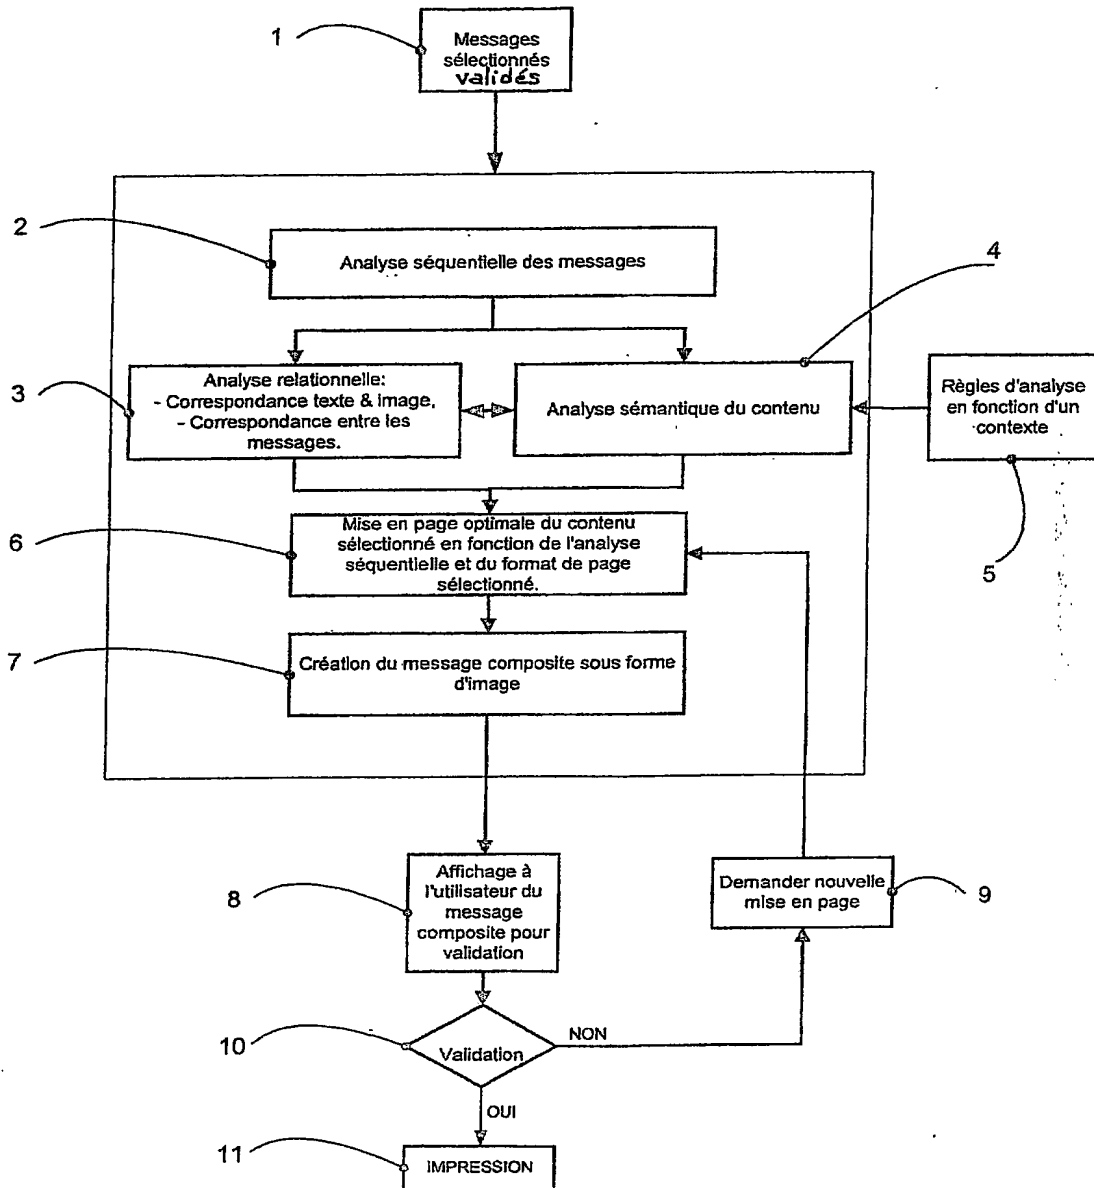 1
Messages
sélectionnés
validés
2
Analyse séquentielle des messages
4
3
Analyse relationnelle:
- Correspondance texte & image,
- Correspondance entre les
messages.
Analyse sémantique du contenu
Règles d'analyse
en fonction d'un
contexte
5
6
Mise en page optimale du contenu
sélectionné en fonction de l'analyse
séquentielle et du format de page
sélectionné.
7
Création du message composite sous forme
d'image
8
Affichage à
l'utilisateur du
message
composite pour
validation
Demander nouvelle
mise en page
9
10
Validation
NON
OUI
11
IMPRESSION